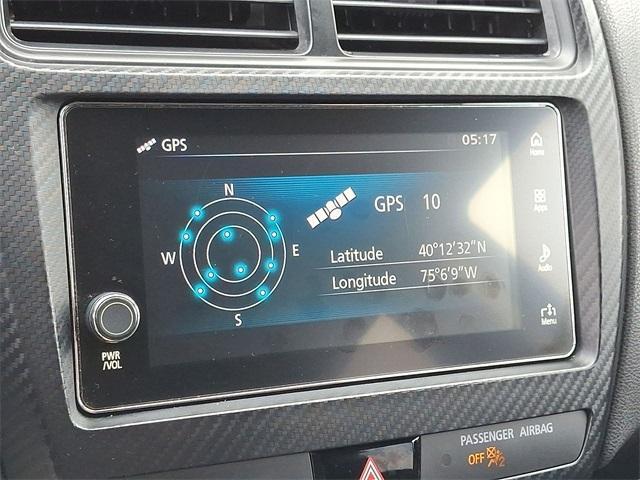 GPS 05:17
Home
N
GPS 10
Apps
W E
Latitude 40°12'32"N
Longitude 75°6'9"W
Audio
S
Menu
PWR
/VOL
PASSENGER AIRBAG
OFF 2